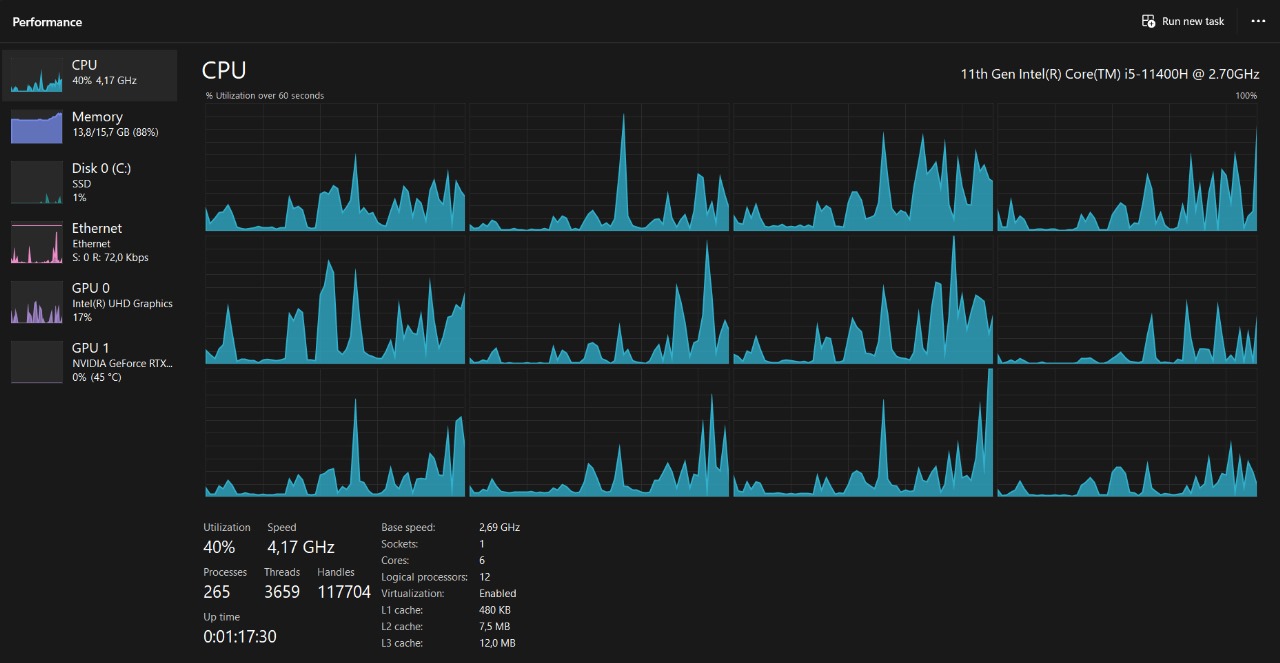 Performance
Run new task
CPU
40% 4,17 GHz
Memory
13,8/15,7 GB (88%)
Disk 0 (C:)
SSD
1%
Ethernet
Ethernet
S: 0 R: 72,0 Kbps
GPU 0
Intel(R) UHD Graphics
17%
GPU 1
NVIDIA GeForce RTX...
0% (45 °C)
CPU
11th Gen Intel(R) Core(TM) i5-11400H @ 2.70GHz
% Utilization over 60 seconds
100%
Utilization
Speed
40%
4,17 GHz
Processes
Threads
Handles
265
3659
117704
Up time
0:01:17:30
Base speed: 2,69 GHz
Sockets: 1
Cores: 6
Logical processors: 12
Virtualization: Enabled
L1 cache: 480 KB
L2 cache: 7,5 MB
L3 cache: 12,0 MB